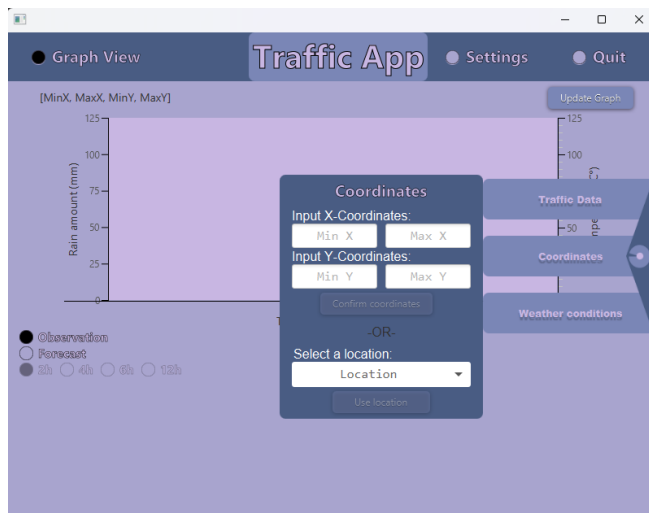 Graph View
Traffic App
Settings
Quit
[MinX, MaxX, MinY, MaxY]
Update Graph
125
100
75
50
25
0
Rain amount (mm)
125
100
50
C°)
Coordinates
Input X-Coordinates:
Min X Max X
Input Y-Coordinates:
Min Y Max Y
Confirm coordinates
-OR-
Select a location:
Location
Use location
Traffic Data
Coordinates
Weather conditions
Observation
Forecast
2h 4h 6h 12h